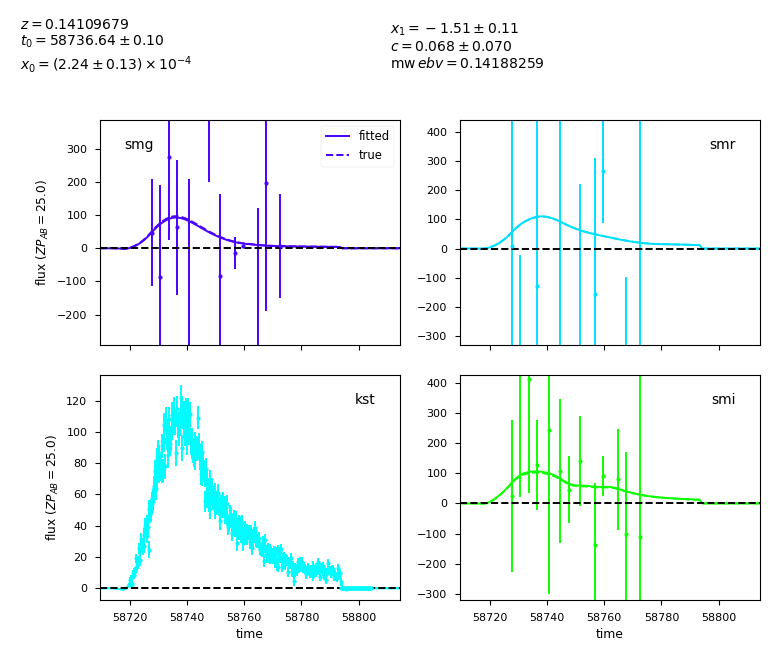 z = 0.14109679
t0 = 58736.64 ± 0.10
x0 = (2.24 ± 0.13) × 10^-4
x1 = −1.51 ± 0.11
c = 0.068 ± 0.070
mw ebv = 0.14188259
smg
fitted
true
300
200
100
0
−100
−200
flux (ZP_AB = 25.0)
smr
400
300
200
100
0
−100
−200
−300
kst
120
100
80
60
40
20
0
flux (ZP_AB = 25.0)
58720 58740 58760 58780 58800
time
smi
400
300
200
100
0
−100
−200
−300
58720 58740 58760 58780 58800
time